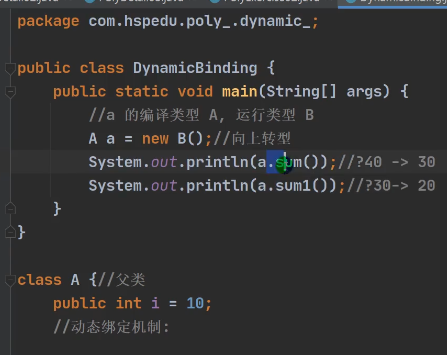 package com.hspedu.poly_.dynamic_;
public class DynamicBinding {
public static void main(String[] args) {
//a 的编译类型 A, 运行类型 B
A a = new B();//向上转型
System.out.println(a.sum());//?40 -> 30
System.out.println(a.sum1());//?30-> 20
}
}
class A {//父类
public int i = 10;
//动态绑定机制: